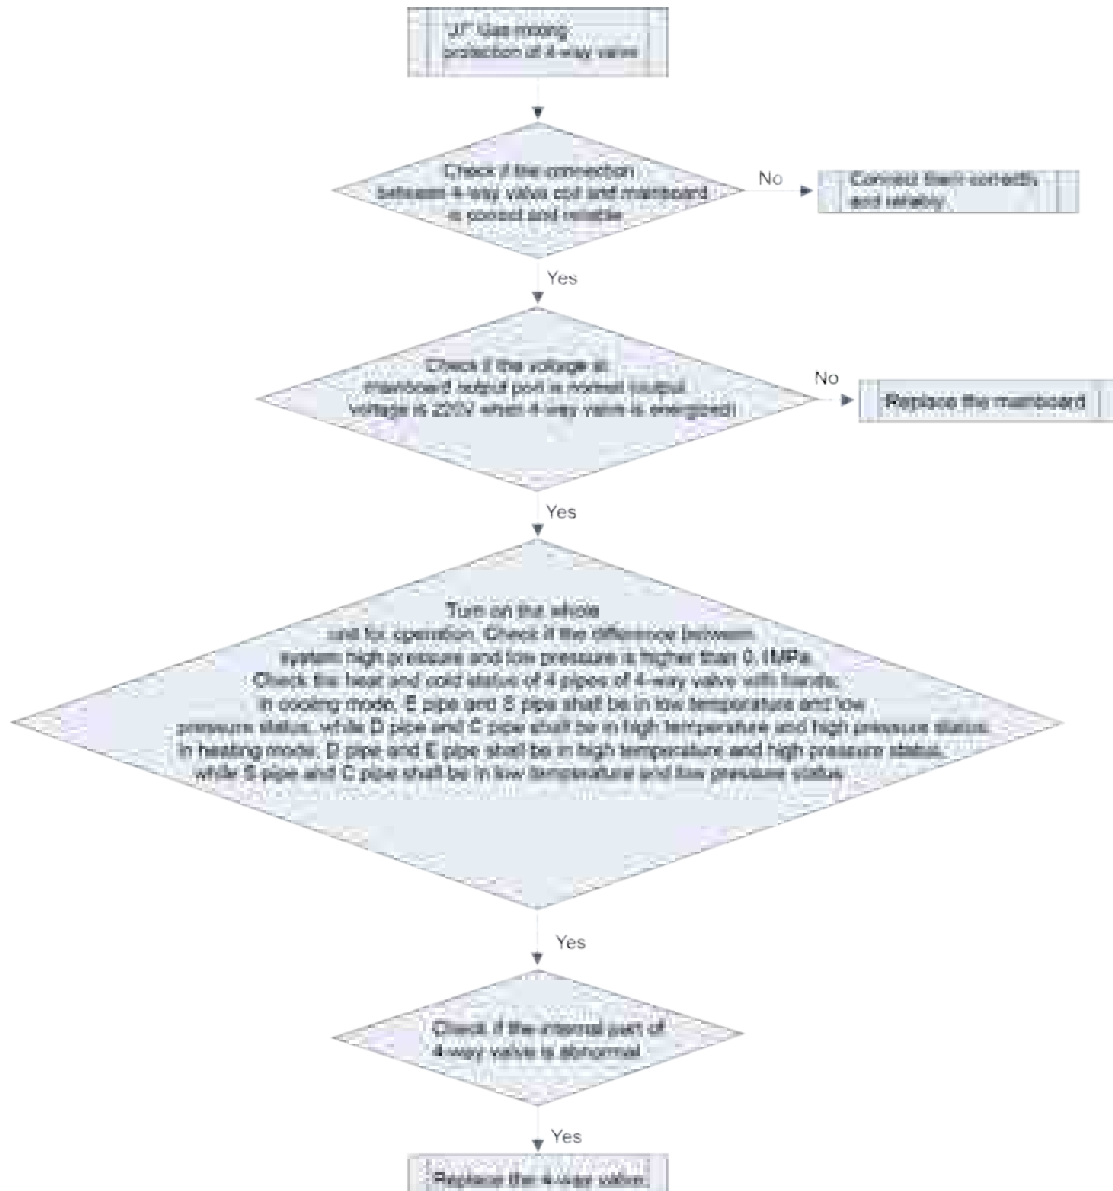 Gas mixing
protection of 4-way valve
Check if the connection
between 4-way valve coil and mainboard
is correct and reliable
No
Connect them correctly
and reliably
Yes
Check if the voltage at
mainboard output port is normal (output
voltage is 220V when 4-way valve is energized)
No
Replace the mainboard
Yes
Turn on the whole
unit for operation. Check if the difference between
system high pressure and low pressure is higher than 0.1MPa.
Check the heat and cold status of 4 pipes of 4-way valve with hands.
In cooling mode, E pipe and S pipe shall be in low temperature and low
pressure status, while D pipe and C pipe shall be in high temperature and high pressure status.
In heating mode, D pipe and E pipe shall be in high temperature and high pressure status,
while S pipe and C pipe shall be in low temperature and low pressure status
Yes
Check if the internal part of
4-way valve is abnormal
Yes
Replace the 4-way valve